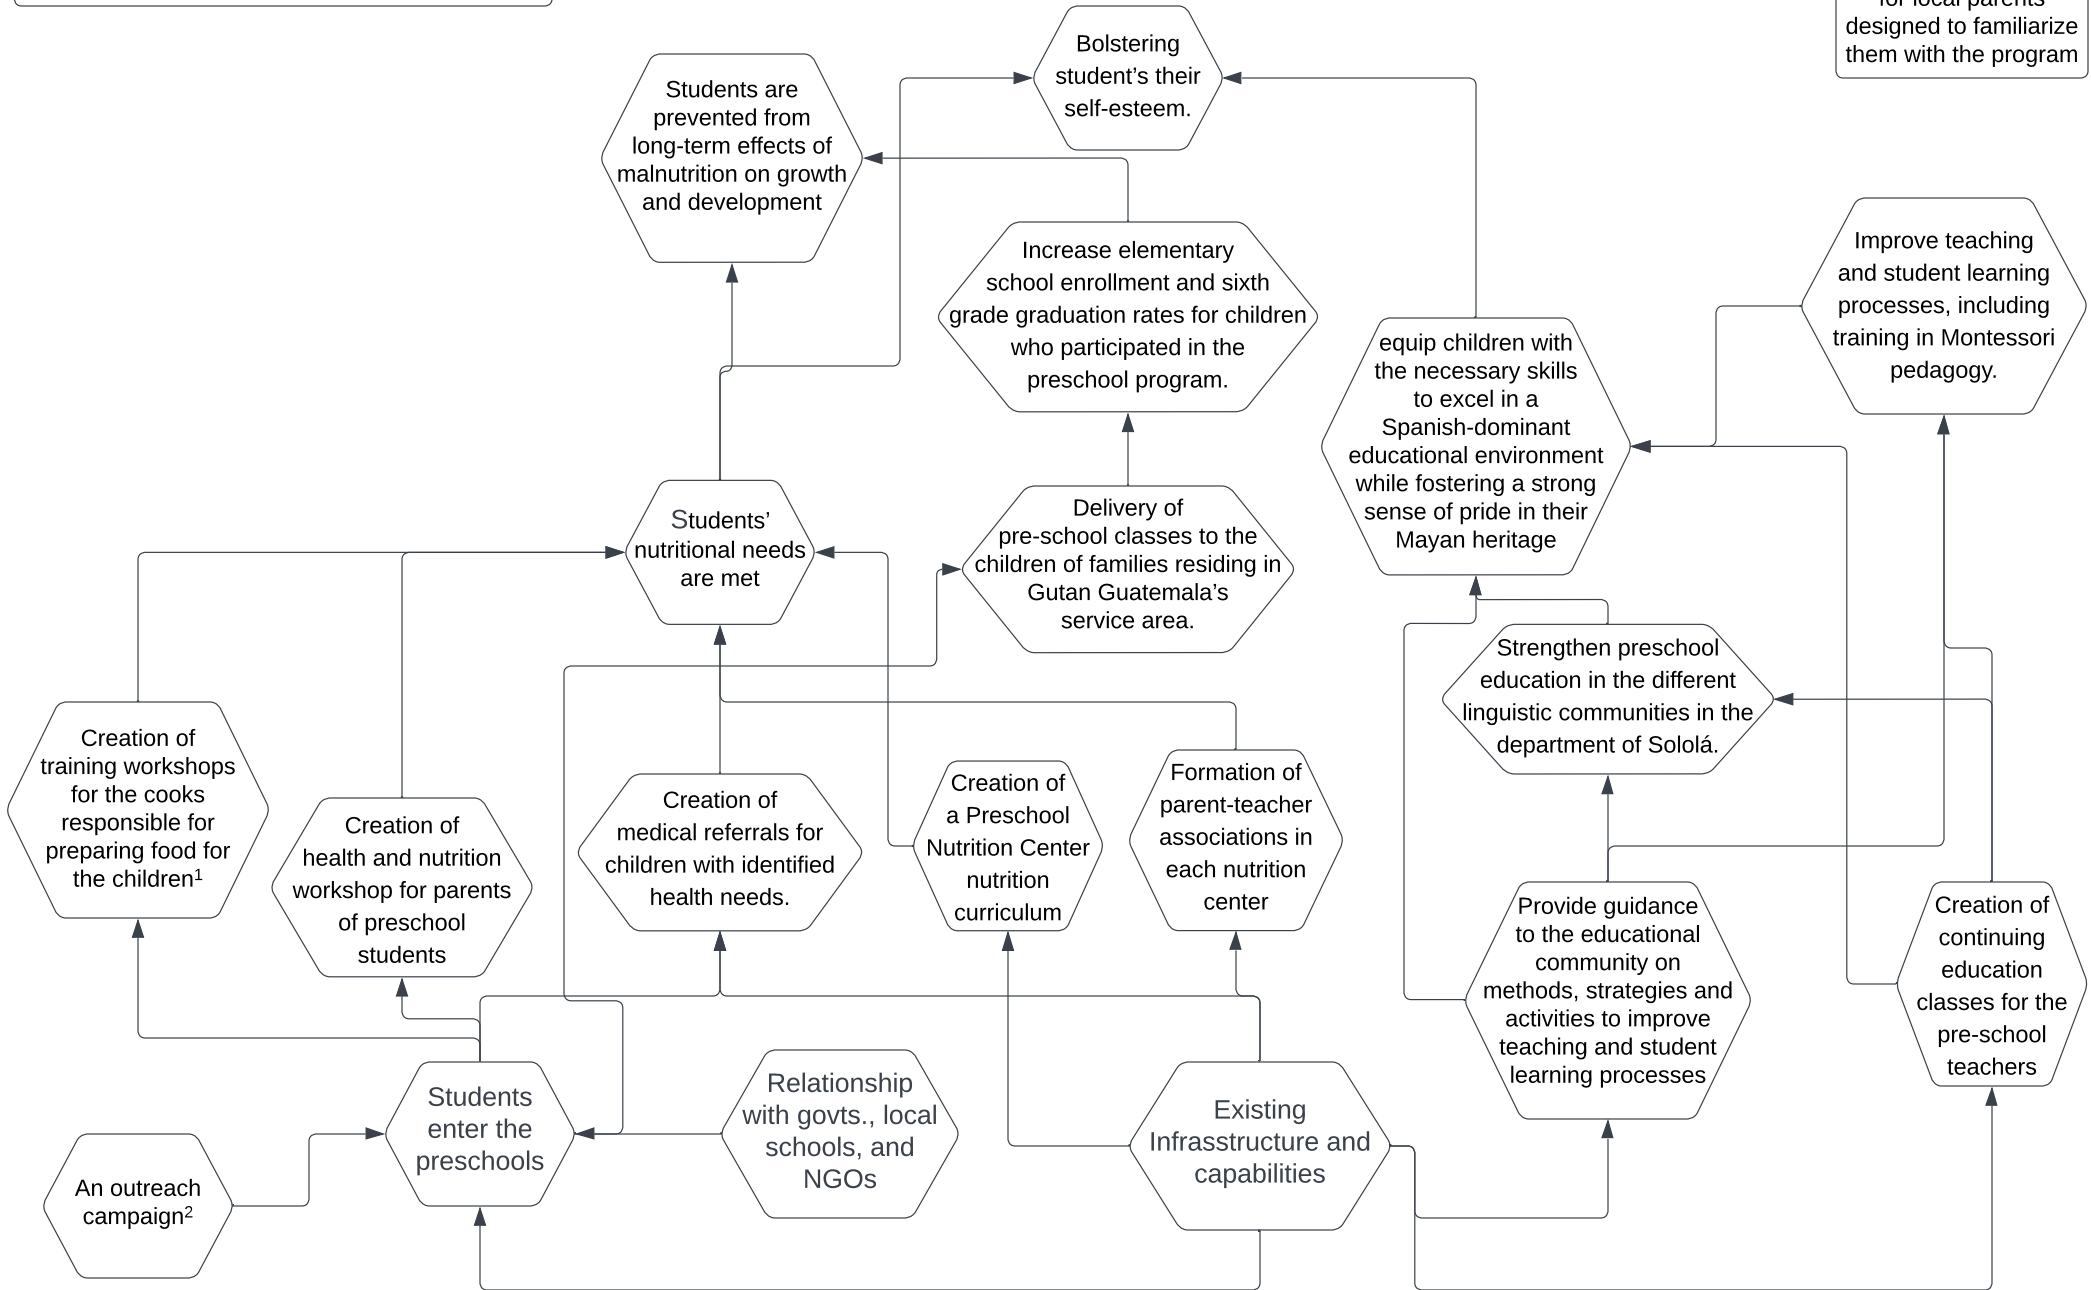 for local parents
designed to familiarize
them with the program
Bolstering
student’s their
self-esteem.
Students are
prevented from
long-term effects of
malnutrition on growth
and development
Increase elementary
school enrollment and sixth
grade graduation rates for children
who participated in the
preschool program.
Improve teaching
and student learning
processes, including
training in Montessori
pedagogy.
equip children with
the necessary skills
to excel in a
Spanish-dominant
educational environment
while fostering a strong
sense of pride in their
Mayan heritage
Students’
nutritional needs
are met
Delivery of
pre-school classes to the
children of families residing in
Gutan Guatemala’s
service area.
Strengthen preschool
education in the different
linguistic communities in the
department of Sololá.
Creation of
training workshops
for the cooks
responsible for
preparing food for
the children¹
Creation of
health and nutrition
workshop for parents
of preschool
students
Creation of
medical referrals for
children with identified
health needs.
Creation of
a Preschool
Nutrition Center
nutrition
curriculum
Formation of
parent-teacher
associations in
each nutrition
center
Provide guidance
to the educational
community on
methods, strategies and
activities to improve
teaching and student
learning processes
Creation of
continuing
education
classes for the
pre-school
teachers
Students
enter the
preschools
Relationship
with govts., local
schools, and
NGOs
Existing
Infrasstructure and
capabilities
An outreach
campaign²